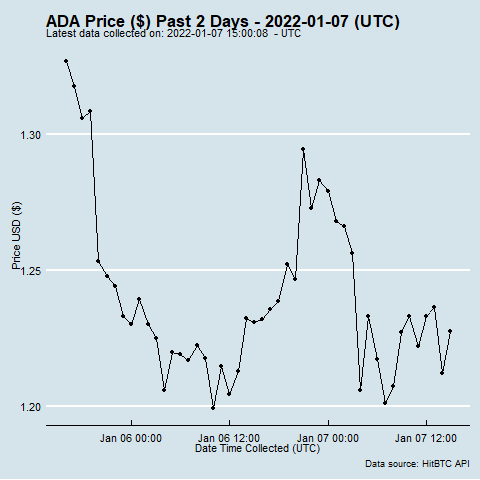 ADA Price ($) Past 2 Days - 2022-01-07 (UTC)
Latest data collected on: 2022-01-07 15:00:08  - UTC
1.30
1.25
1.20
Price USD ($)
Jan 06 00:00 Jan 06 12:00 Jan 07 00:00 Jan 07 12:00
Date Time Collected (UTC)
Data source: HitBTC API